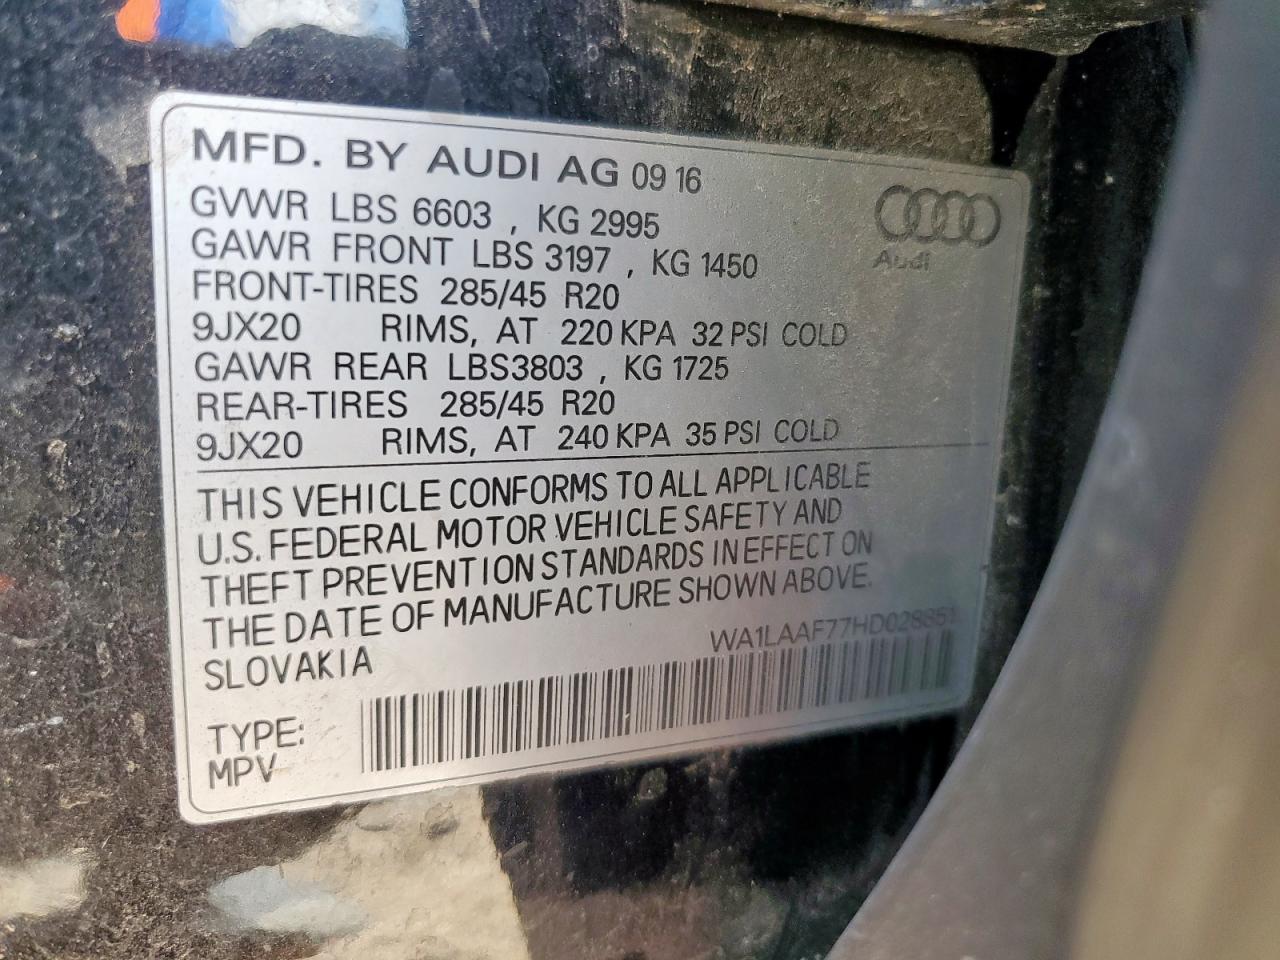 MFD. BY AUDI AG 09 16
GVWR LBS 6603 , KG 2995
GAWR FRONT LBS 3197 , KG 1450
FRONT-TIRES 285/45 R20
9JX20 RIMS, AT 220 KPA 32 PSI COLD
GAWR REAR LBS3803 , KG 1725
REAR-TIRES 285/45 R20
9JX20 RIMS, AT 240 KPA 35 PSI COLD
Audi
THIS VEHICLE CONFORMS TO ALL APPLICABLE
U.S. FEDERAL MOTOR VEHICLE SAFETY AND
THEFT PREVENTION STANDARDS IN EFFECT ON
THE DATE OF MANUFACTURE SHOWN ABOVE.
SLOVAKIA
WA1LAAF77HD028851
TYPE:
MPV